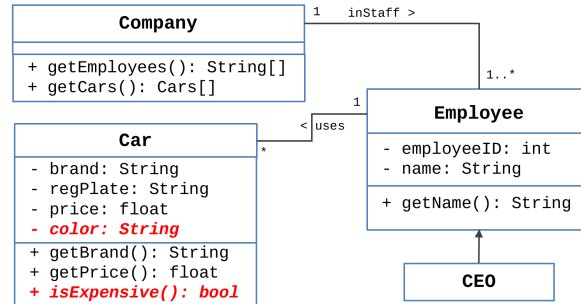 Company
+ getEmployees(): String[]
+ getCars(): Cars[]
1 inStaff >
1..*
Employee
- employeeID: int
- name: String
+ getName(): String
1
< uses
*
Car
- brand: String
- regPlate: String
- price: float
- color: String
+ getBrand(): String
+ getPrice(): float
+ isExpensive(): bool
CEO